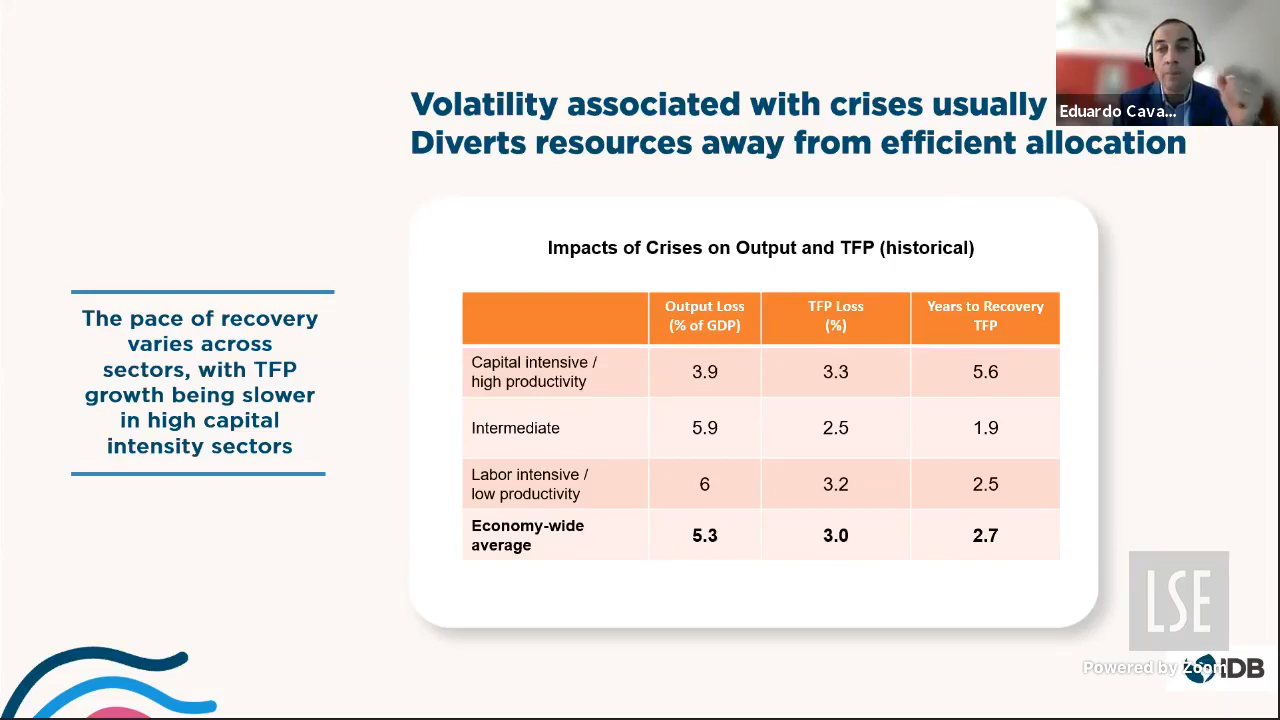 Volatility associated with crises usually
Diverts resources away from efficient allocation
Eduardo Cava...
The pace of recovery
varies across
sectors, with TFP
growth being slower
in high capital
intensity sectors
Impacts of Crises on Output and TFP (historical)
Output Loss
(% of GDP)
TFP Loss
(%)
Years to Recovery
TFP
Capital intensive /
high productivity
3.9
3.3
5.6
Intermediate
5.9
2.5
1.9
Labor intensive /
low productivity
6
3.2
2.5
Economy-wide
average
5.3
3.0
2.7
LSE
Powered by Zoom
IDB